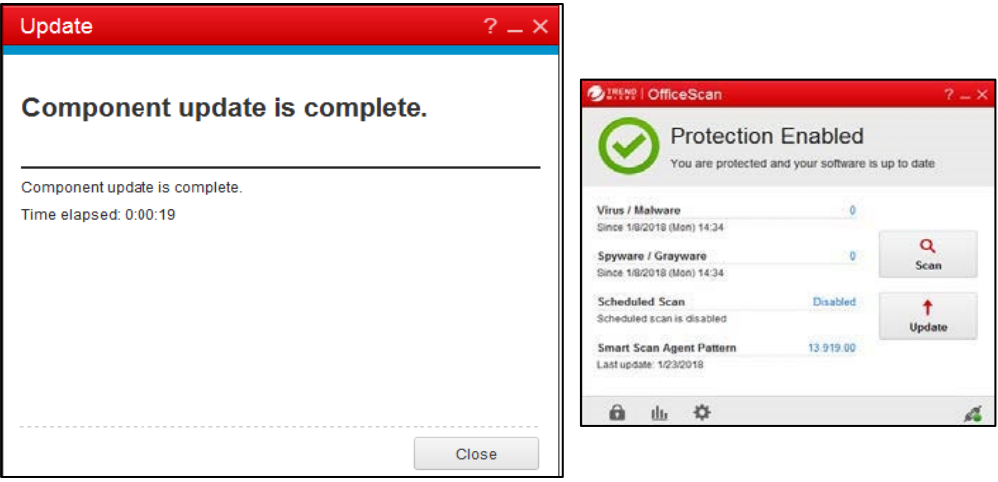 Update
Component update is complete.
Component update is complete.
Time elapsed: 0:00:19
Close
TREND MICRO | OfficeScan
Protection Enabled
You are protected and your software is up to date
Virus / Malware 0
Since 1/8/2018 (Mon) 14:34
Spyware / Grayware 0
Since 1/8/2018 (Mon) 14:34
Scheduled Scan Disabled
Scheduled scan is disabled
Smart Scan Agent Pattern 13.919.00
Last update: 1/23/2018
Scan
Update